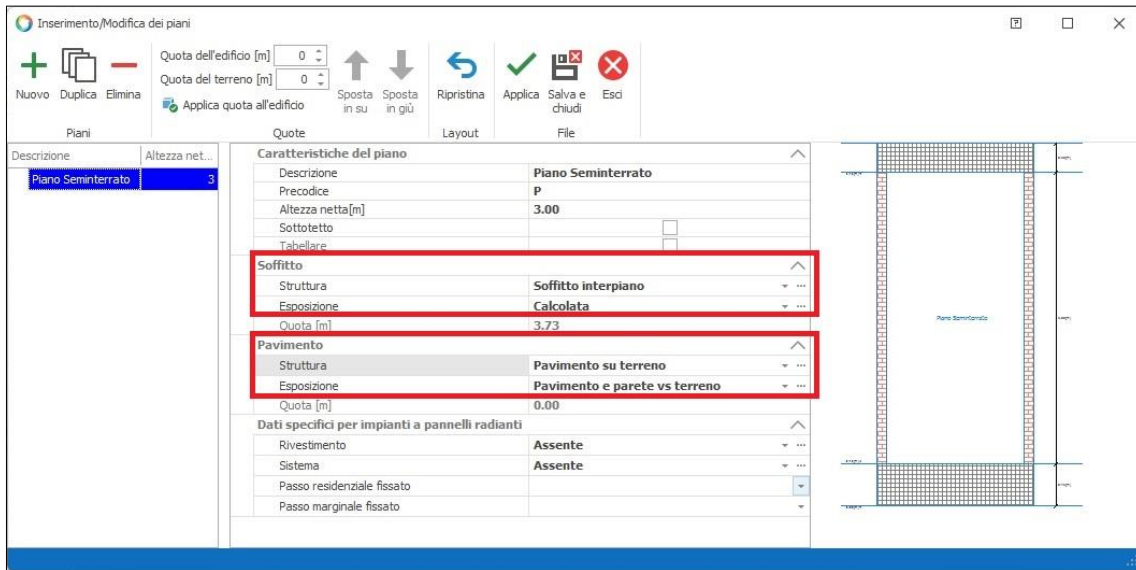 Inserimento/Modifica dei piani
Nuovo
Duplica
Elimina
Piani
Quota dell'edificio [m] 0
Quota del terreno [m] 0
Applica quota all'edificio
Sposta in su
Sposta in giù
Quote
Ripristina
Layout
Applica
Salva e chiudi
Esci
File
Descrizione Altezza net...
Piano Seminterrato 3
Caratteristiche del piano
Descrizione Piano Seminterrato
Precodice P
Altezza netta[m] 3.00
Sottotetto
Tabellare
Soffitto
Struttura Soffitto interpiano
Esposizione Calcolata
Quota [m] 3.73
Pavimento
Struttura Pavimento su terreno
Esposizione Pavimento e parete vs terreno
Quota [m] 0.00
Dati specifici per impianti a pannelli radianti
Rivestimento Assente
Sistema Assente
Passo residenziale fissato
Passo marginale fissato
Piano Seminterrato